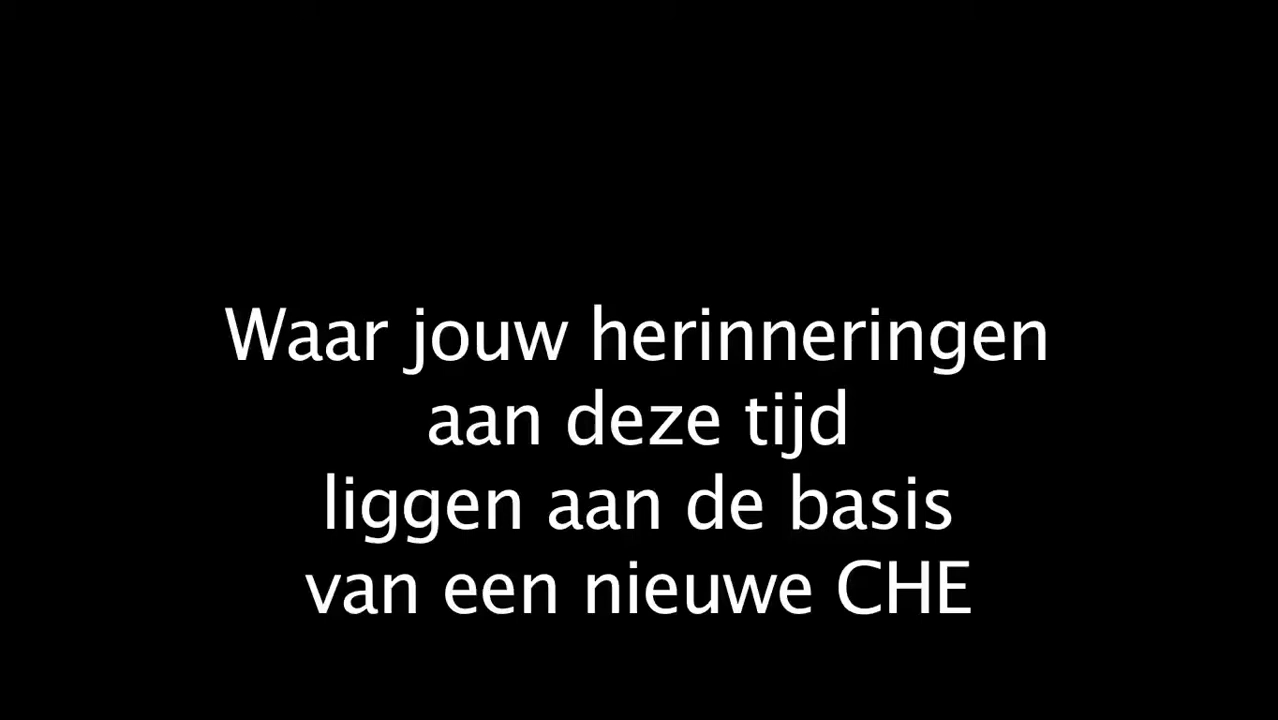 Waar jouw herinneringen
aan deze tijd
liggen aan de basis
van een nieuwe CHE